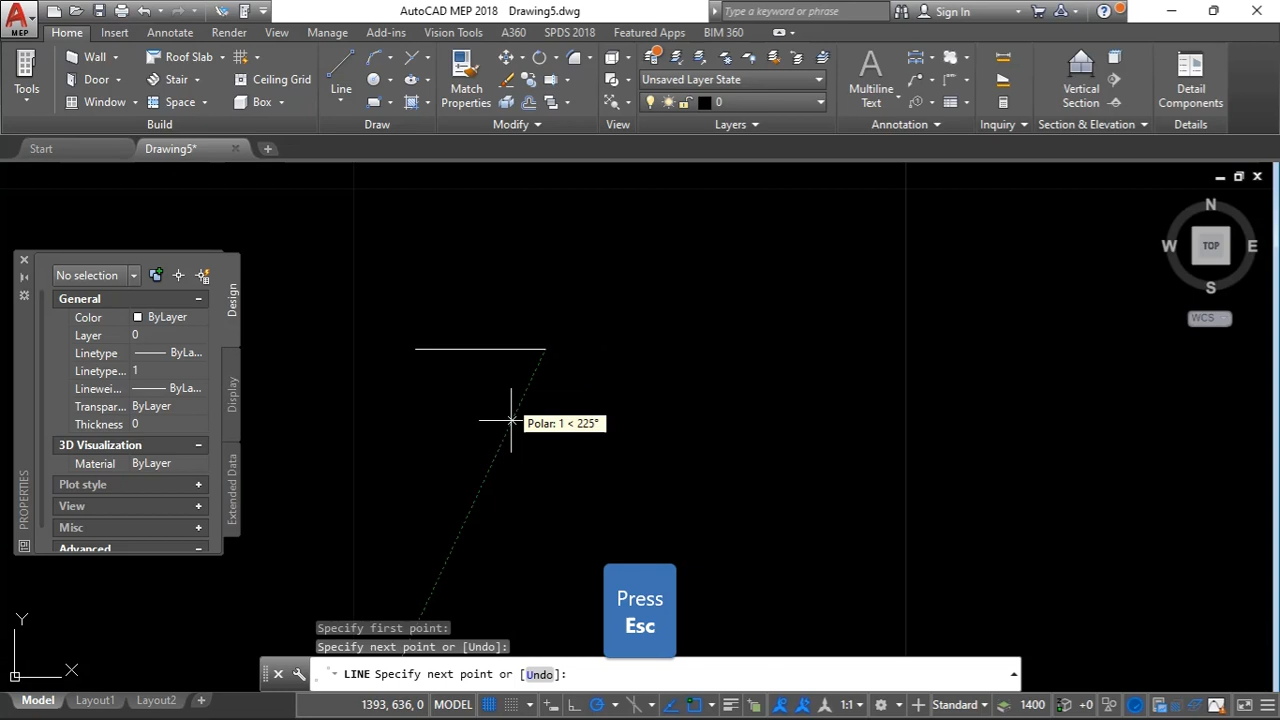 A
MEP
AutoCAD MEP 2018 Drawing5.dwg
Type a keyword or phrase
Sign In
Home Insert Annotate Render View Manage Add-ins Vision Tools A360 SPDS 2018 Featured Apps BIM 360
Tools
Wall
Door
Window
Roof Slab
Stair
Space
Ceiling Grid
Box
Line
Match
Properties
Unsaved Layer State
0
Multiline
Text
Vertical
Section
Detail
Components
Build Draw Modify View Layers Annotation Inquiry Section & Elevation Details
Start Drawing5*
N
W TOP E
S
WCS
No selection
General
Color ByLayer
Layer 0
Linetype ByLa...
Linetype... 1
Linewei... ByLa...
Transpar... ByLayer
Thickness 0
3D Visualization
Material ByLayer
Plot style
View
Misc
Advanced
Design
Display
Extended Data
PROPERTIES
Polar: 1 < 225°
Press
Esc
Y
X
Specify first point:
Specify next point or [Undo]:
LINE Specify next point or [Undo]:
Model Layout1 Layout2 1393, 636, 0 MODEL 1:1 Standard 1400 +0